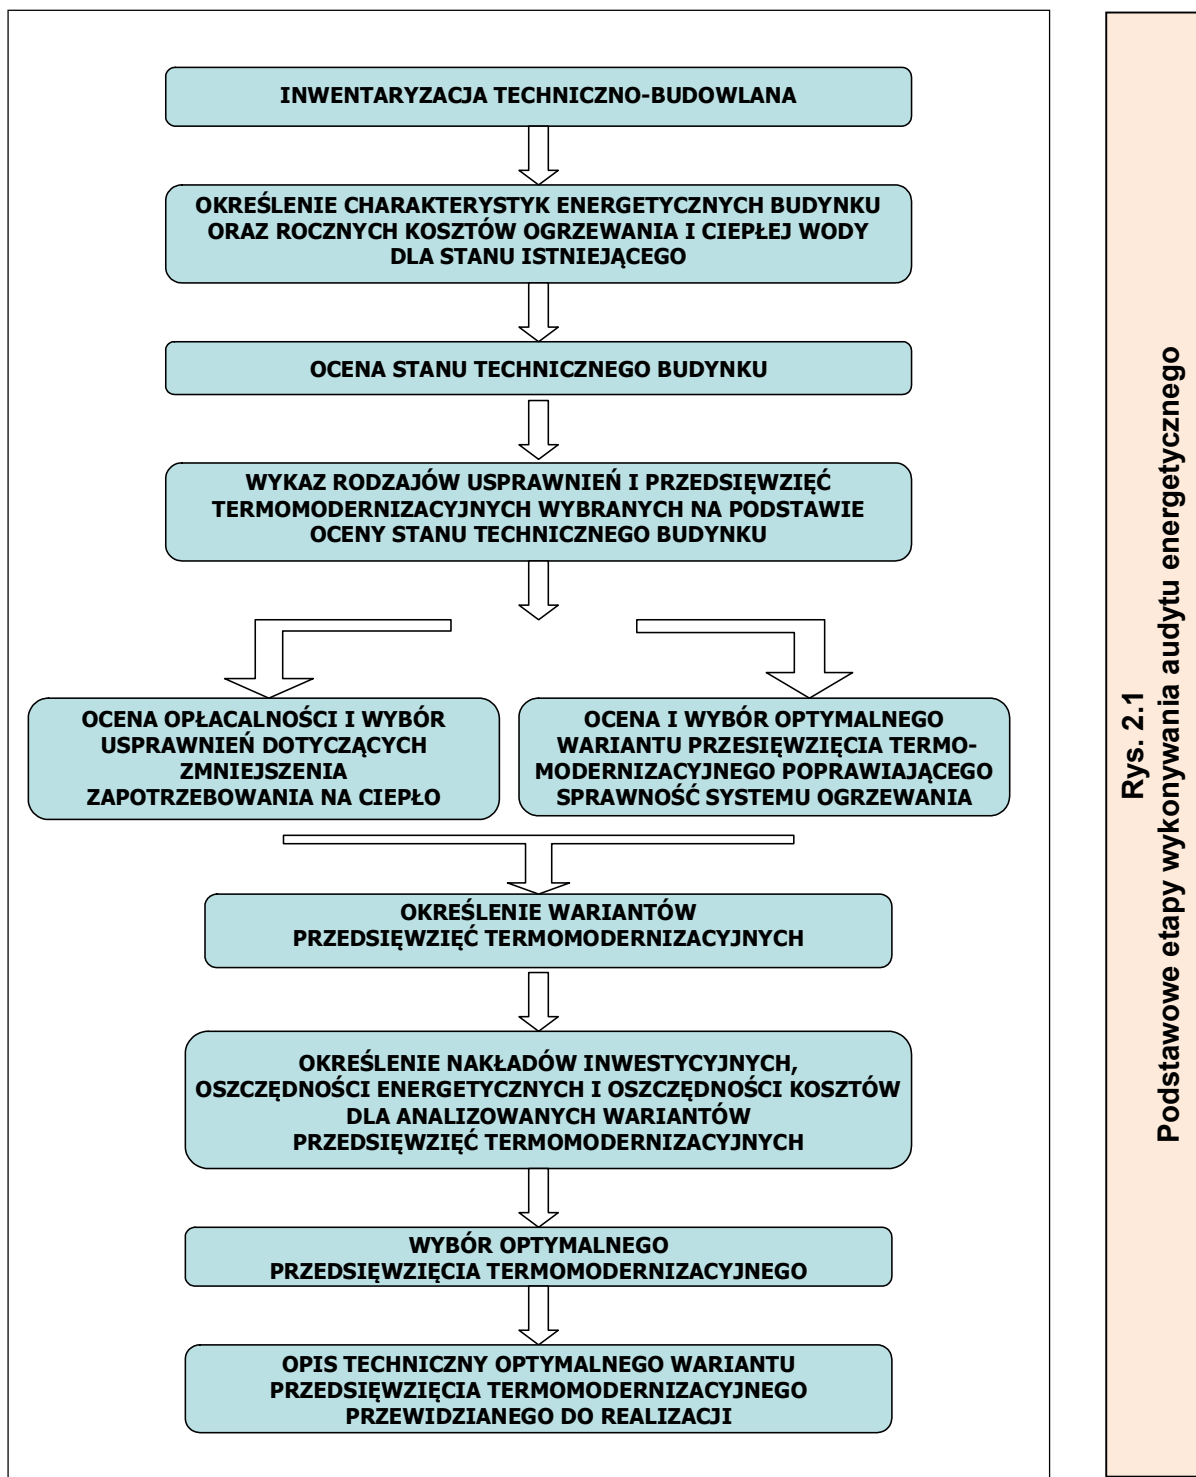 INWENTARYZACJA TECHNICZNO-BUDOWLANA
OKREŚLENIE CHARAKTERYSTYK ENERGETYCZNYCH BUDYNKU
ORAZ ROCZNYCH KOSZTÓW OGRZEWANIA I CIEPŁEJ WODY
DLA STANU ISTNIEJĄCEGO
OCENA STANU TECHNICZNEGO BUDYNKU
WYKAZ RODZAJÓW USPRAWNIEŃ I PRZEDSIĘWZIĘĆ
TERMOMODERNIZACYJNYCH WYBRANYCH NA PODSTAWIE
OCENY STANU TECHNICZNEGO BUDYNKU
OCENA OPŁACALNOŚCI I WYBÓR
USPRAWNIEŃ DOTYCZĄCYCH
ZMNIEJSZENIA
ZAPOTRZEBOWANIA NA CIEPŁO
OCENA I WYBÓR OPTYMALNEGO
WARIANTU PRZESIĘWZIĘCIA TERMO-
MODERNIZACYJNEGO POPRAWIAJĄCEGO
SPRAWNOŚĆ SYSTEMU OGRZEWANIA
OKREŚLENIE WARIANTÓW
PRZEDSIĘWZIĘĆ TERMOMODERNIZACYJNYCH
OKREŚLENIE NAKŁADÓW INWESTYCYJNYCH,
OSZCZĘDNOŚCI ENERGETYCZNYCH I OSZCZĘDNOŚCI KOSZTÓW
DLA ANALIZOWANYCH WARIANTÓW
PRZEDSIĘWZIĘĆ TERMOMODERNIZACYJNYCH
WYBÓR OPTYMALNEGO
PRZEDSIĘWZIĘCIA TERMOMODERNIZACYJNEGO
OPIS TECHNICZNY OPTYMALNEGO WARIANTU
PRZEDSIĘWZIĘCIA TERMOMODERNIZACYJNEGO
PRZEWIDZIANEGO DO REALIZACJI
Rys. 2.1
Podstawowe etapy wykonywania audytu energetycznego